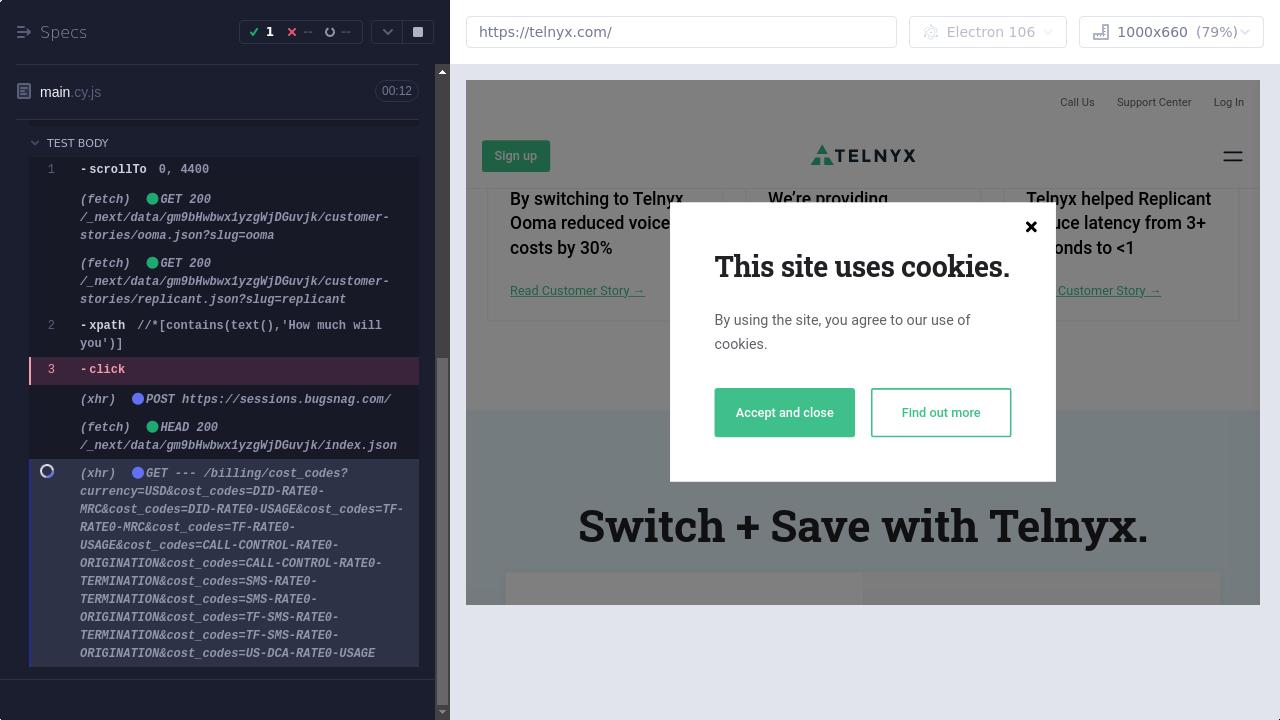 Specs
1
--
--
https://telnyx.com/
Electron 106
1000x660 (79%)
main.cy.js
00:12
TEST BODY
1 -scrollTo 0, 4400
(fetch) GET 200
/_next/data/gm9bHwbwx1yzgWjDGuvjk/customer-
stories/ooma.json?slug=ooma
(fetch) GET 200
/_next/data/gm9bHwbwx1yzgWjDGuvjk/customer-
stories/replicant.json?slug=replicant
2 -xpath //*[contains(text(),'How much will
you')]
3 -click
(xhr) POST https://sessions.bugsnag.com/
(fetch) HEAD 200
/_next/data/gm9bHwbwx1yzgWjDGuvjk/index.json
(xhr) GET --- /billing/cost_codes?
currency=USD&cost_codes=DID-RATE0-
MRC&cost_codes=DID-RATE0-USAGE&cost_codes=TF-
RATE0-MRC&cost_codes=TF-RATE0-
USAGE&cost_codes=CALL-CONTROL-RATE0-
ORIGINATION&cost_codes=CALL-CONTROL-RATE0-
TERMINATION&cost_codes=SMS-RATE0-
TERMINATION&cost_codes=SMS-RATE0-
ORIGINATION&cost_codes=TF-SMS-RATE0-
TERMINATION&cost_codes=TF-SMS-RATE0-
ORIGINATION&cost_codes=US-DCA-RATE0-USAGE
Call Us
Support Center
Log In
Sign up
TELNYX
By switching to Telnyx
Ooma reduced voice
costs by 30%
Read Customer Story →
We're providing
Telnyx helped Replicant
latency from 3+
to <1
Customer Story →
This site uses cookies.
By using the site, you agree to our use of
cookies.
Accept and close
Find out more
Switch + Save with Telnyx.